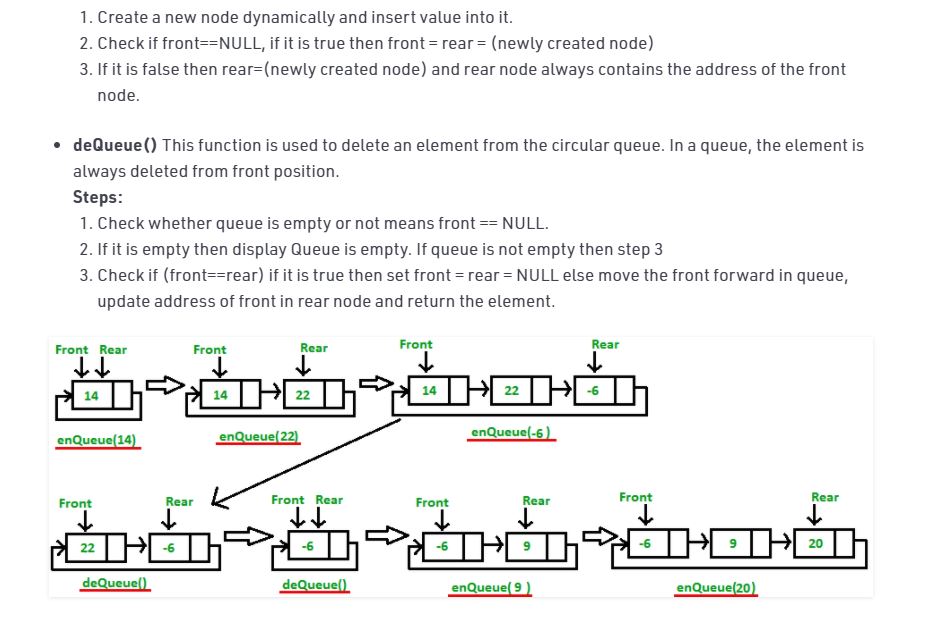 1. Create a new node dynamically and insert value into it.
2. Check if front==NULL, if it is true then front = rear = (newly created node)
3. If it is false then rear=(newly created node) and rear node always contains the address of the front
node.
• deQueue() This function is used to delete an element from the circular queue. In a queue, the element is
always deleted from front position.
Steps:
1. Check whether queue is empty or not means front == NULL.
2. If it is empty then display Queue is empty. If queue is not empty then step 3
3. Check if (front==rear) if it is true then set front = rear = NULL else move the front forward in queue,
update address of front in rear node and return the element.
Front Rear
14
enQueue(14)
Front Rear
14 22
enQueue(22)
Front Rear
14 22 -6
enQueue(-6)
Front Rear
22 -6
deQueue()
Front Rear
-6
deQueue()
Front Rear
-6 9
enQueue( 9 )
Front Rear
-6 9 20
enQueue(20)